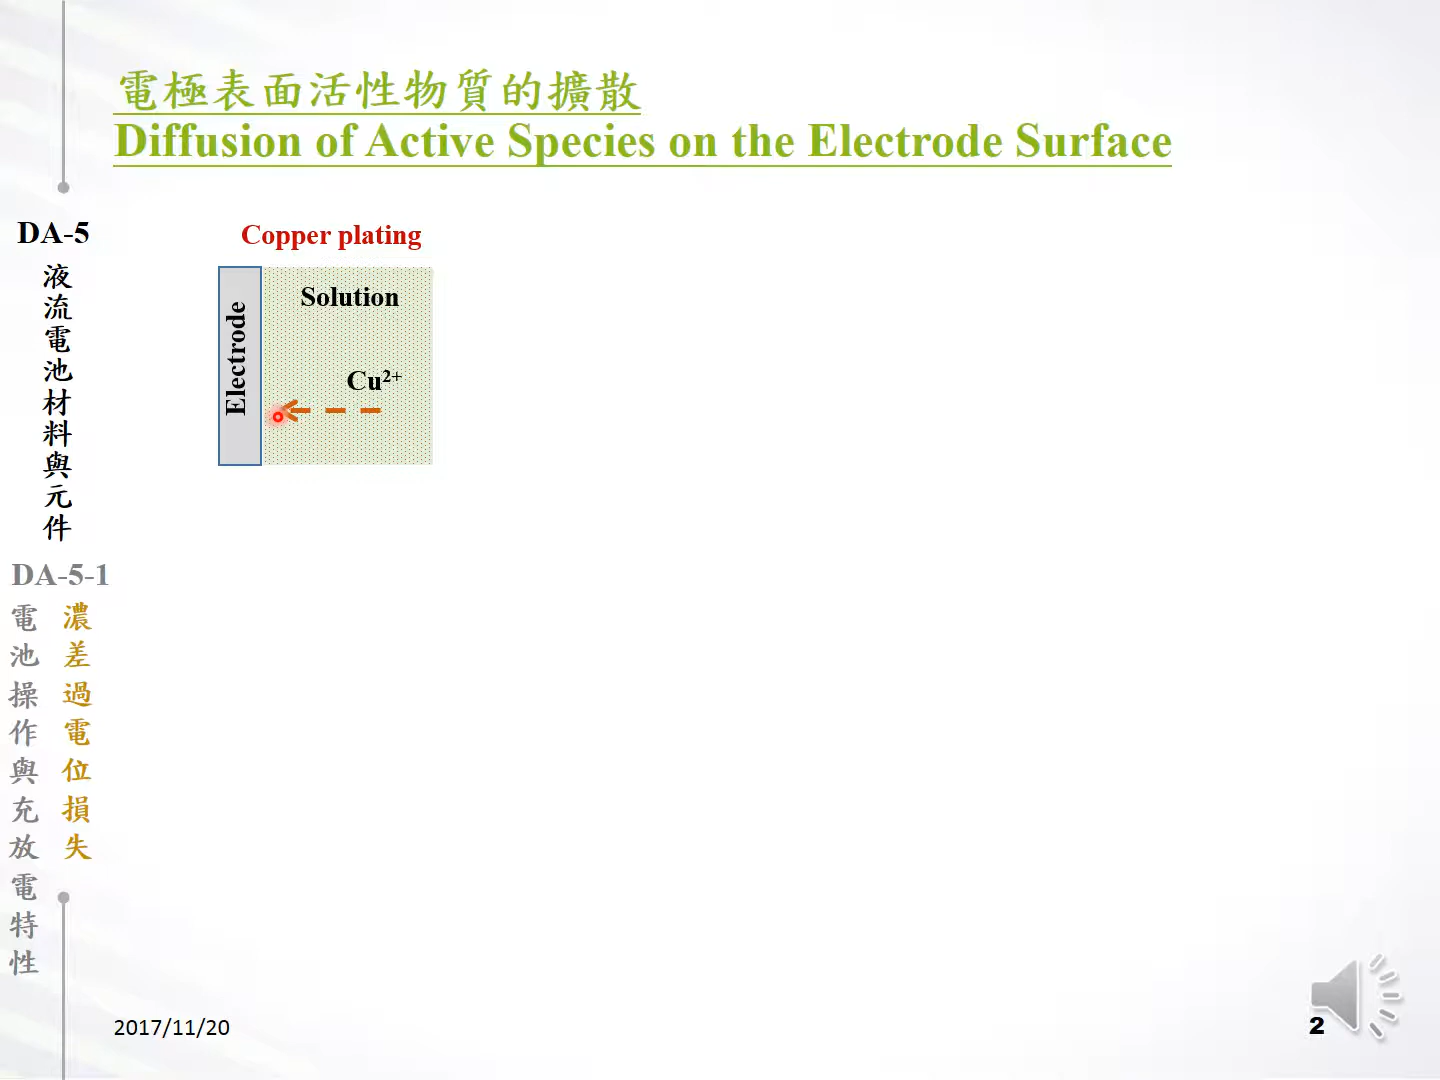 電極表面活性物質的擴散
Diffusion of Active Species on the Electrode Surface
DA-5
液流電池材料與元件
DA-5-1
電池操作與充放電特性
濃差過電位損失
Copper plating
Electrode
Solution
Cu²⁺
2017/11/20
2